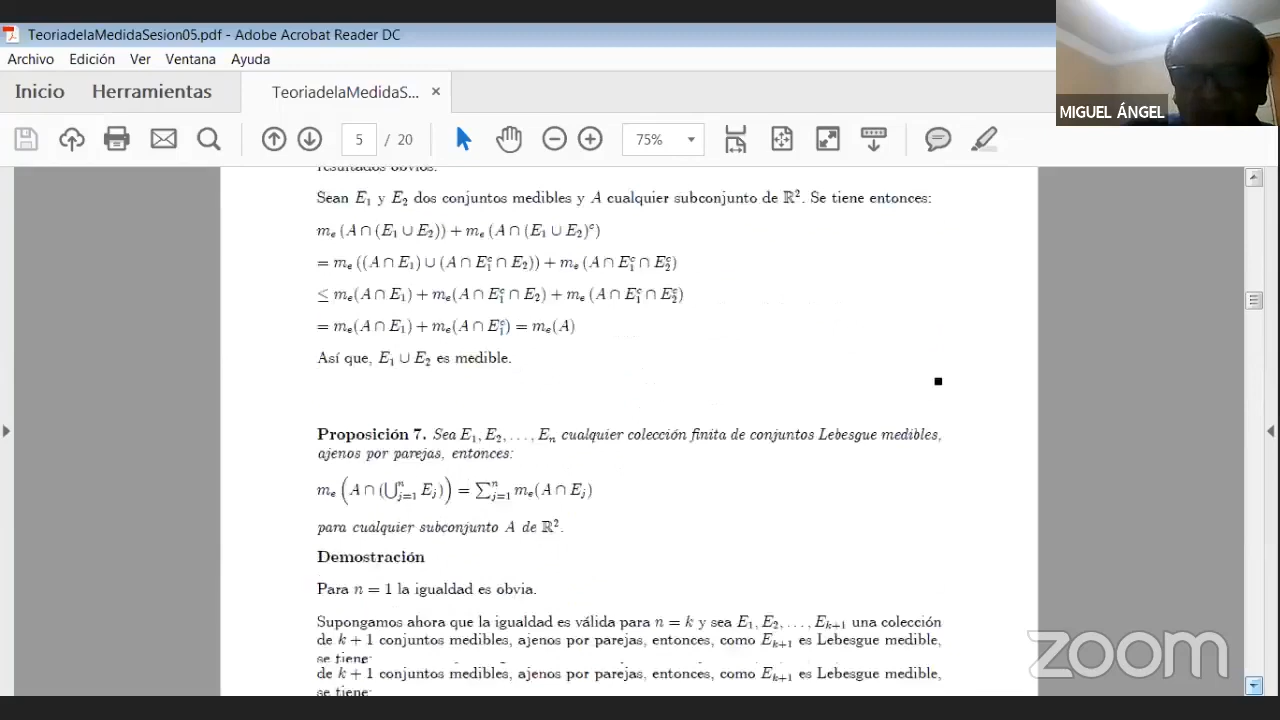 TeoriadelaMedidaSesion05.pdf - Adobe Acrobat Reader DC
Archivo Edición Ver Ventana Ayuda
Inicio Herramientas TeoriadelaMedidaS... ×
5 / 20 75%
MIGUEL ÁNGEL
resultados obvios.
Sean E₁ y E₂ dos conjuntos medibles y A cualquier subconjunto de ℝ². Se tiene entonces:
mₑ (A ∩ (E₁ ∪ E₂)) + mₑ (A ∩ (E₁ ∪ E₂)ᶜ)
= mₑ ((A ∩ E₁) ∪ (A ∩ E₁ᶜ ∩ E₂)) + mₑ (A ∩ E₁ᶜ ∩ E₂ᶜ)
≤ mₑ(A ∩ E₁) + mₑ(A ∩ E₁ᶜ ∩ E₂) + mₑ (A ∩ E₁ᶜ ∩ E₂ᶜ)
= mₑ(A ∩ E₁) + mₑ(A ∩ E₁ᶜ) = mₑ(A)
Así que, E₁ ∪ E₂ es medible.
Proposición 7. Sea E₁, E₂, . . . , Eₙ cualquier colección finita de conjuntos Lebesgue medibles,
ajenos por parejas, entonces:
mₑ (A ∩ (⋃ⁿⱼ₌₁ Eⱼ)) = ∑ⁿⱼ₌₁ mₑ(A ∩ Eⱼ)
para cualquier subconjunto A de ℝ².
Demostración
Para n = 1 la igualdad es obvia.
Supongamos ahora que la igualdad es válida para n = k y sea E₁, E₂, . . . , Eₖ₊₁ una colección
de k + 1 conjuntos medibles, ajenos por parejas, entonces, como Eₖ₊₁ es Lebesgue medible,
se tiene:
de k + 1 conjuntos medibles, ajenos por parejas, entonces, como Eₖ₊₁ es Lebesgue medible,
se tiene:
zoom